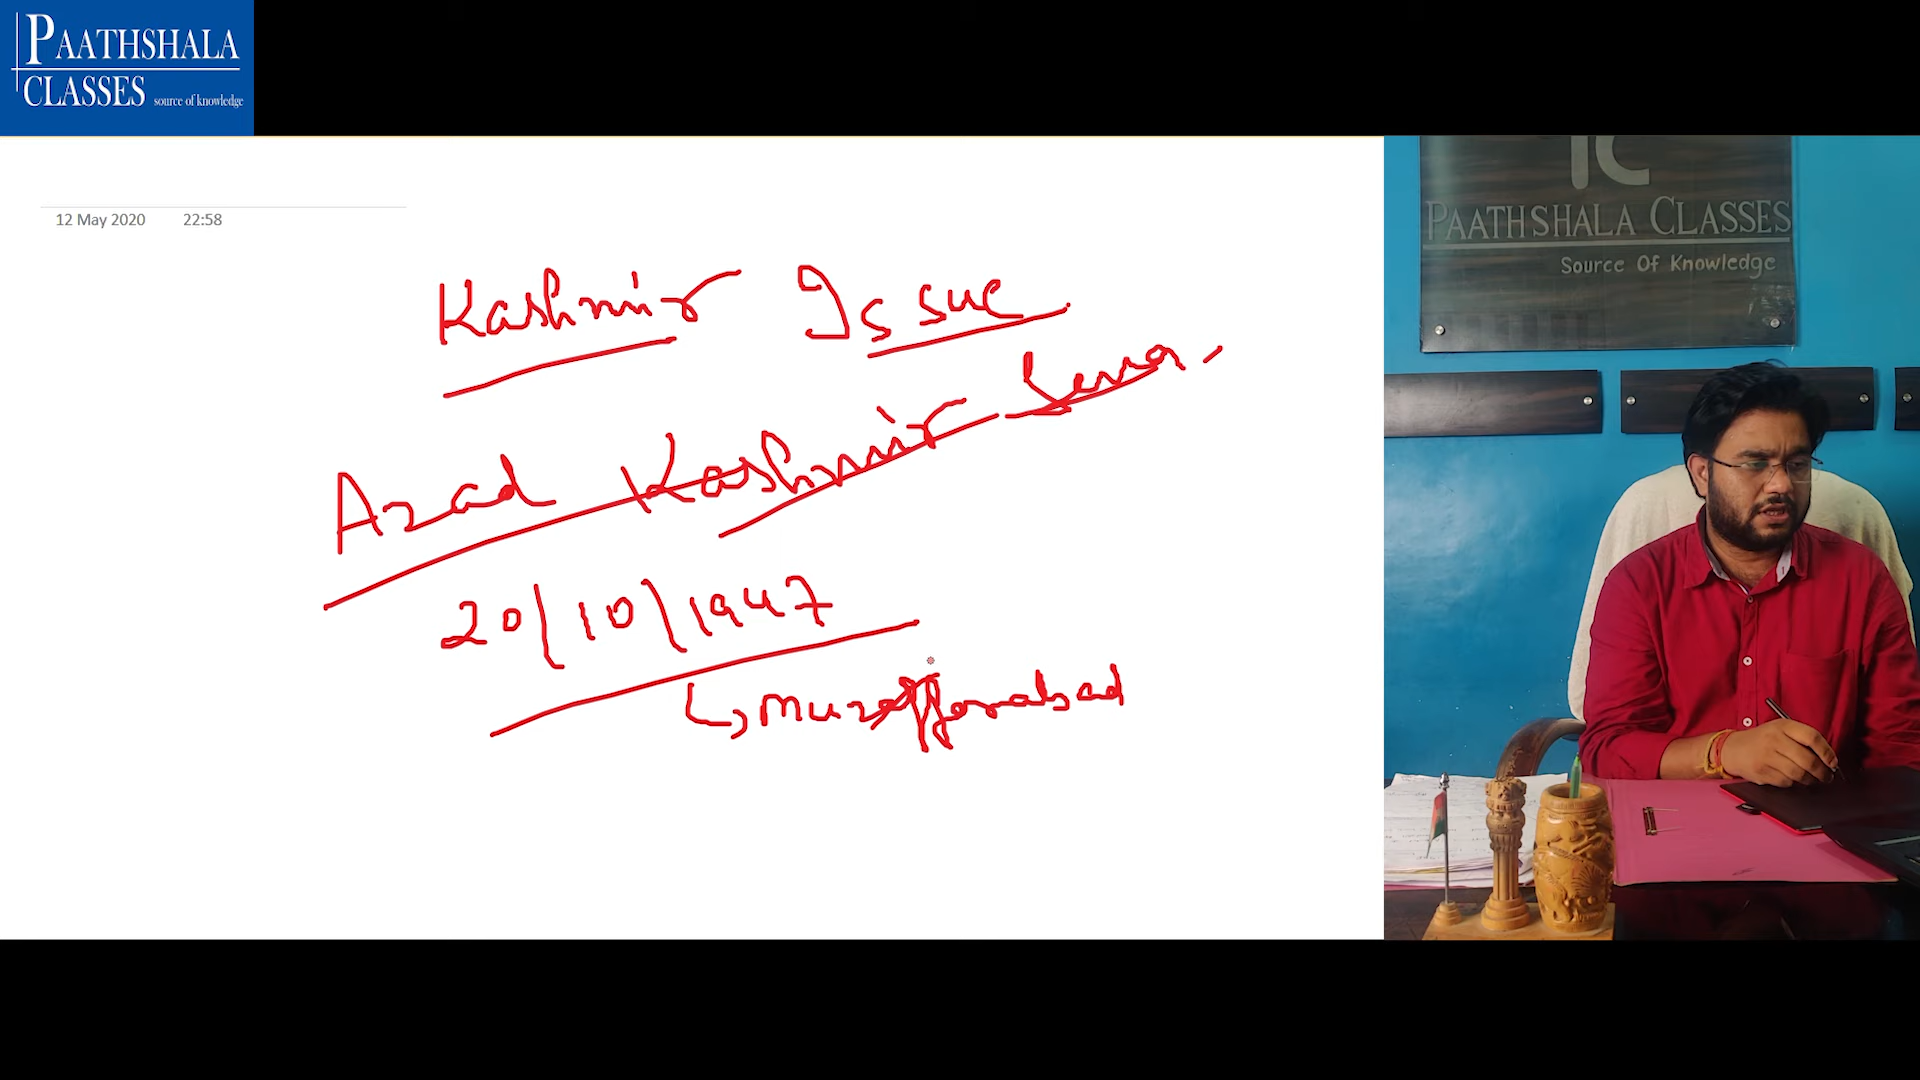 PAATHSHALA
CLASSES source of knowledge
12 May 2020 22:58
Kashmir Issue
Azad Kashmir Sena.
20/10/1947
↳ Muzafferabad
PAATHSHALA CLASSES
Source Of Knowledge